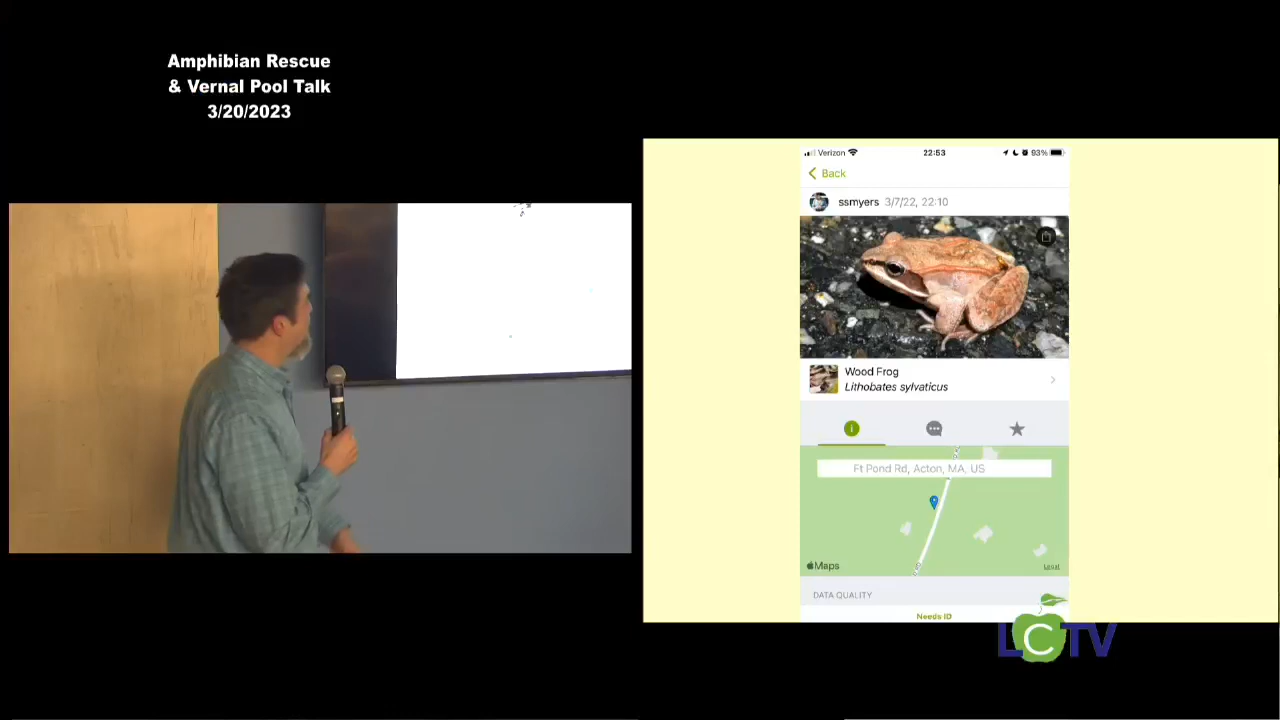 Amphibian Rescue
& Vernal Pool Talk
3/20/2023
Verizon
22:53
93%
Back
ssmyers 3/7/22, 22:10
Wood Frog
Lithobates sylvaticus
i
Ft Pond Rd, Acton, MA, US
Maps
Legal
DATA QUALITY
Needs ID
LCTV